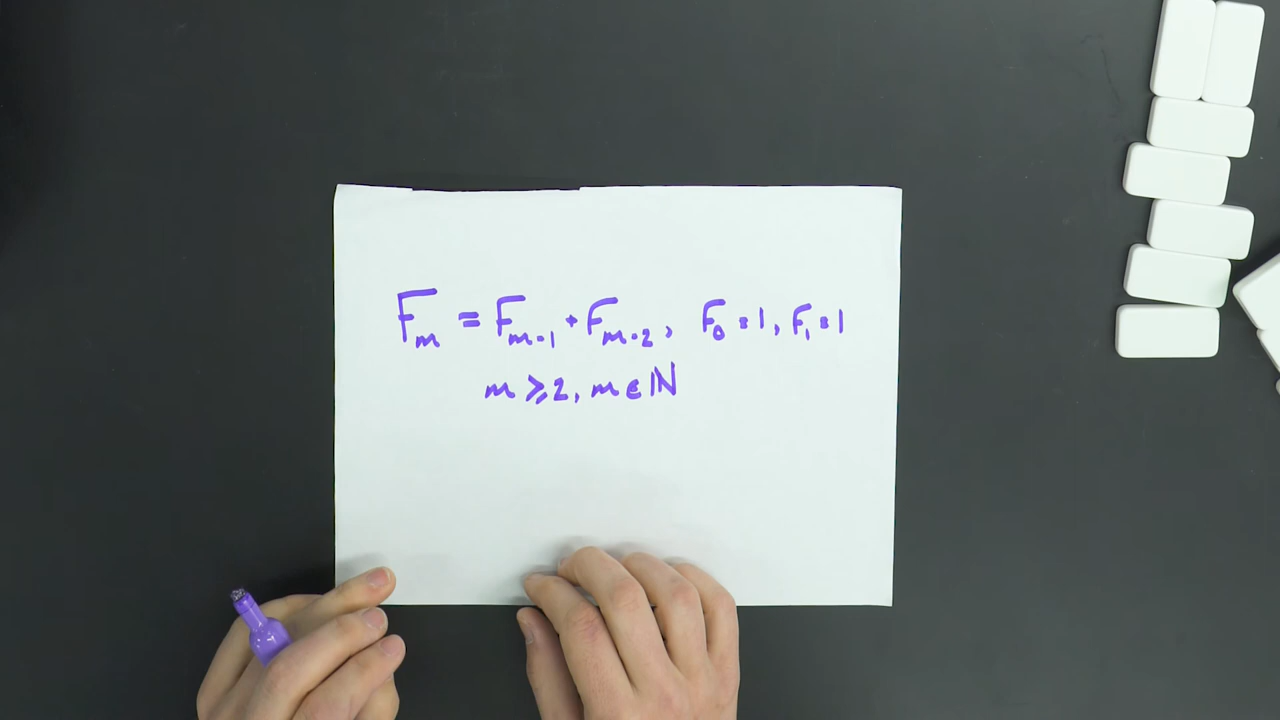 Fₘ = Fₘ₋₁ + Fₘ₋₂, F₀ = 1, F₁ = 1
m ⩾ 2, m ∈ ℕ